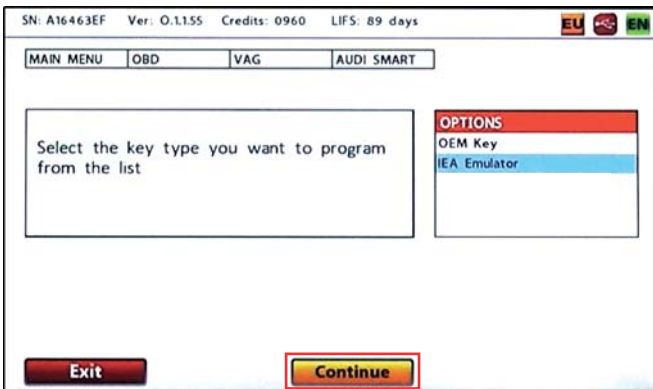 SN: A16463EF Ver: O.1.1.55 Credits: 0960 LIFS: 89 days EU EN
MAIN MENU OBD VAG AUDI SMART
OPTIONS
OEM Key
IEA Emulator
Select the key type you want to program
from the list
Exit Continue